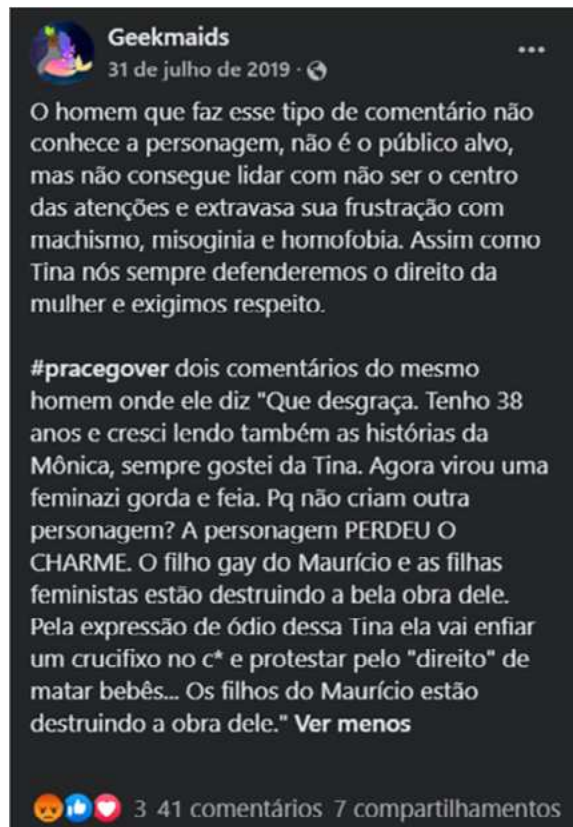 Geekmaids
31 de julho de 2019 ·
O homem que faz esse tipo de comentário não
conhece a personagem, não é o público alvo,
mas não consegue lidar com não ser o centro
das atenções e extravasa sua frustração com
machismo, misoginia e homofobia. Assim como
Tina nós sempre defenderemos o direito da
mulher e exigimos respeito.
#pracegover dois comentários do mesmo
homem onde ele diz "Que desgraça. Tenho 38
anos e cresci lendo também as histórias da
Mônica, sempre gostei da Tina. Agora virou uma
feminazi gorda e feia. Pq não criam outra
personagem? A personagem PERDEU O
CHARME. O filho gay do Maurício e as filhas
feministas estão destruindo a bela obra dele.
Pela expressão de ódio dessa Tina ela vai enfiar
um crucifixo no c* e protestar pelo "direito" de
matar bebês... Os filhos do Maurício estão
destruindo a obra dele." Ver menos
3 41 comentários 7 compartilhamentos